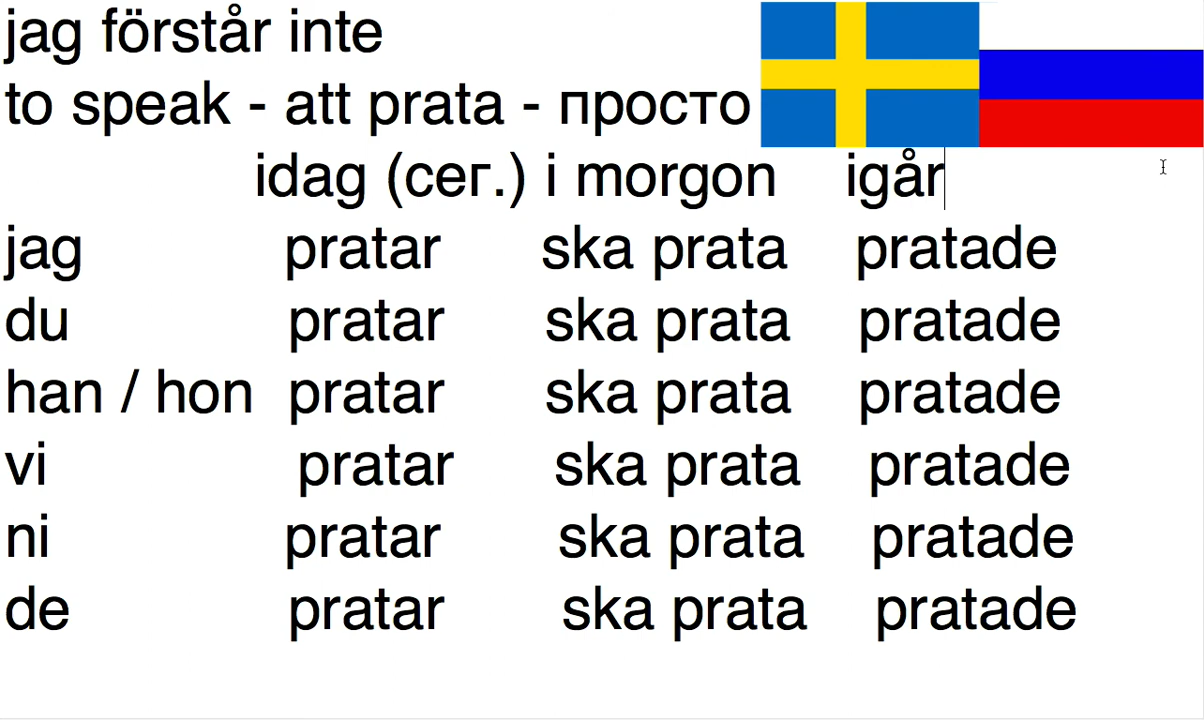 jag förstår inte
to speak - att prata - просто
idag (сег.) i morgon igår
jag pratar ska prata pratade
du pratar ska prata pratade
han / hon pratar ska prata pratade
vi pratar ska prata pratade
ni pratar ska prata pratade
de pratar ska prata pratade